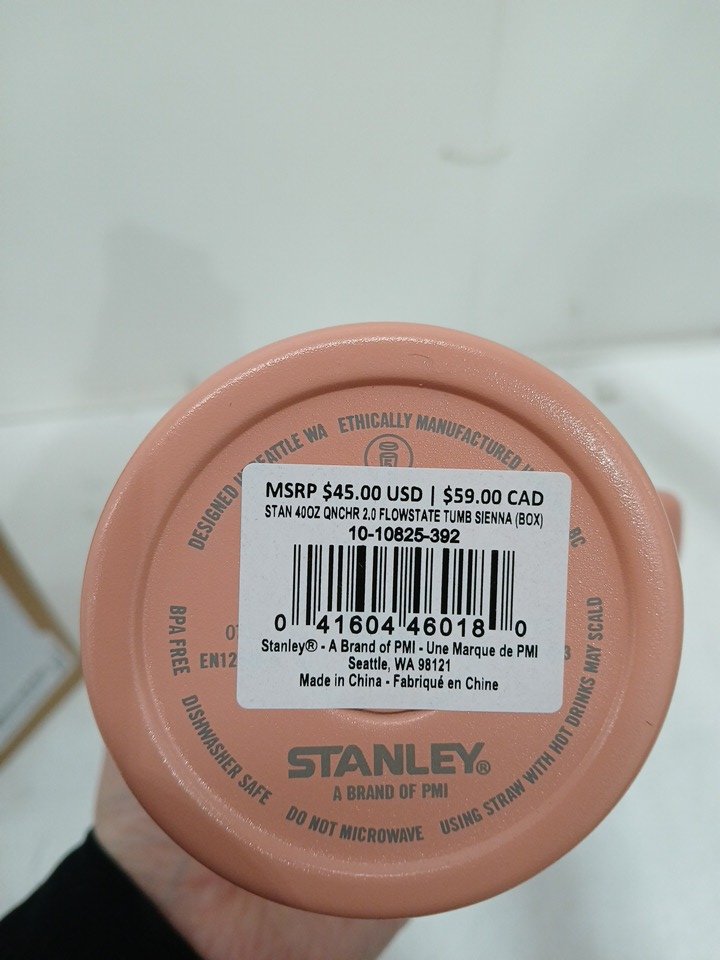 DESIGNED SEATTLE WA ETHICALLY MANUFACTURED
MSRP $45.00 USD | $59.00 CAD
STAN 40OZ QNCHR 2.0 FLOWSTATE TUMB SIENNA (BOX)
10-10825-392
0 41604 46018 0
Stanley® - A Brand of PMI - Une Marque de PMI
Seattle, WA 98121
Made in China - Fabriqué en Chine
BPA FREE
DISHWASHER SAFE
DO NOT MICROWAVE
USING STRAW WITH HOT DRINKS MAY SCALD
STANLEY®
A BRAND OF PMI